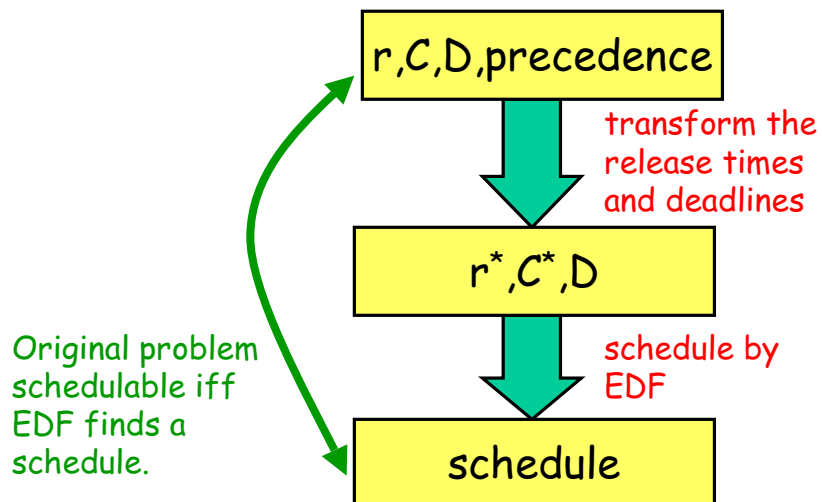 r,C,D,precedence
transform the
release times
and deadlines
r*,C*,D
Original problem
schedulable iff
EDF finds a
schedule.
schedule by
EDF
schedule